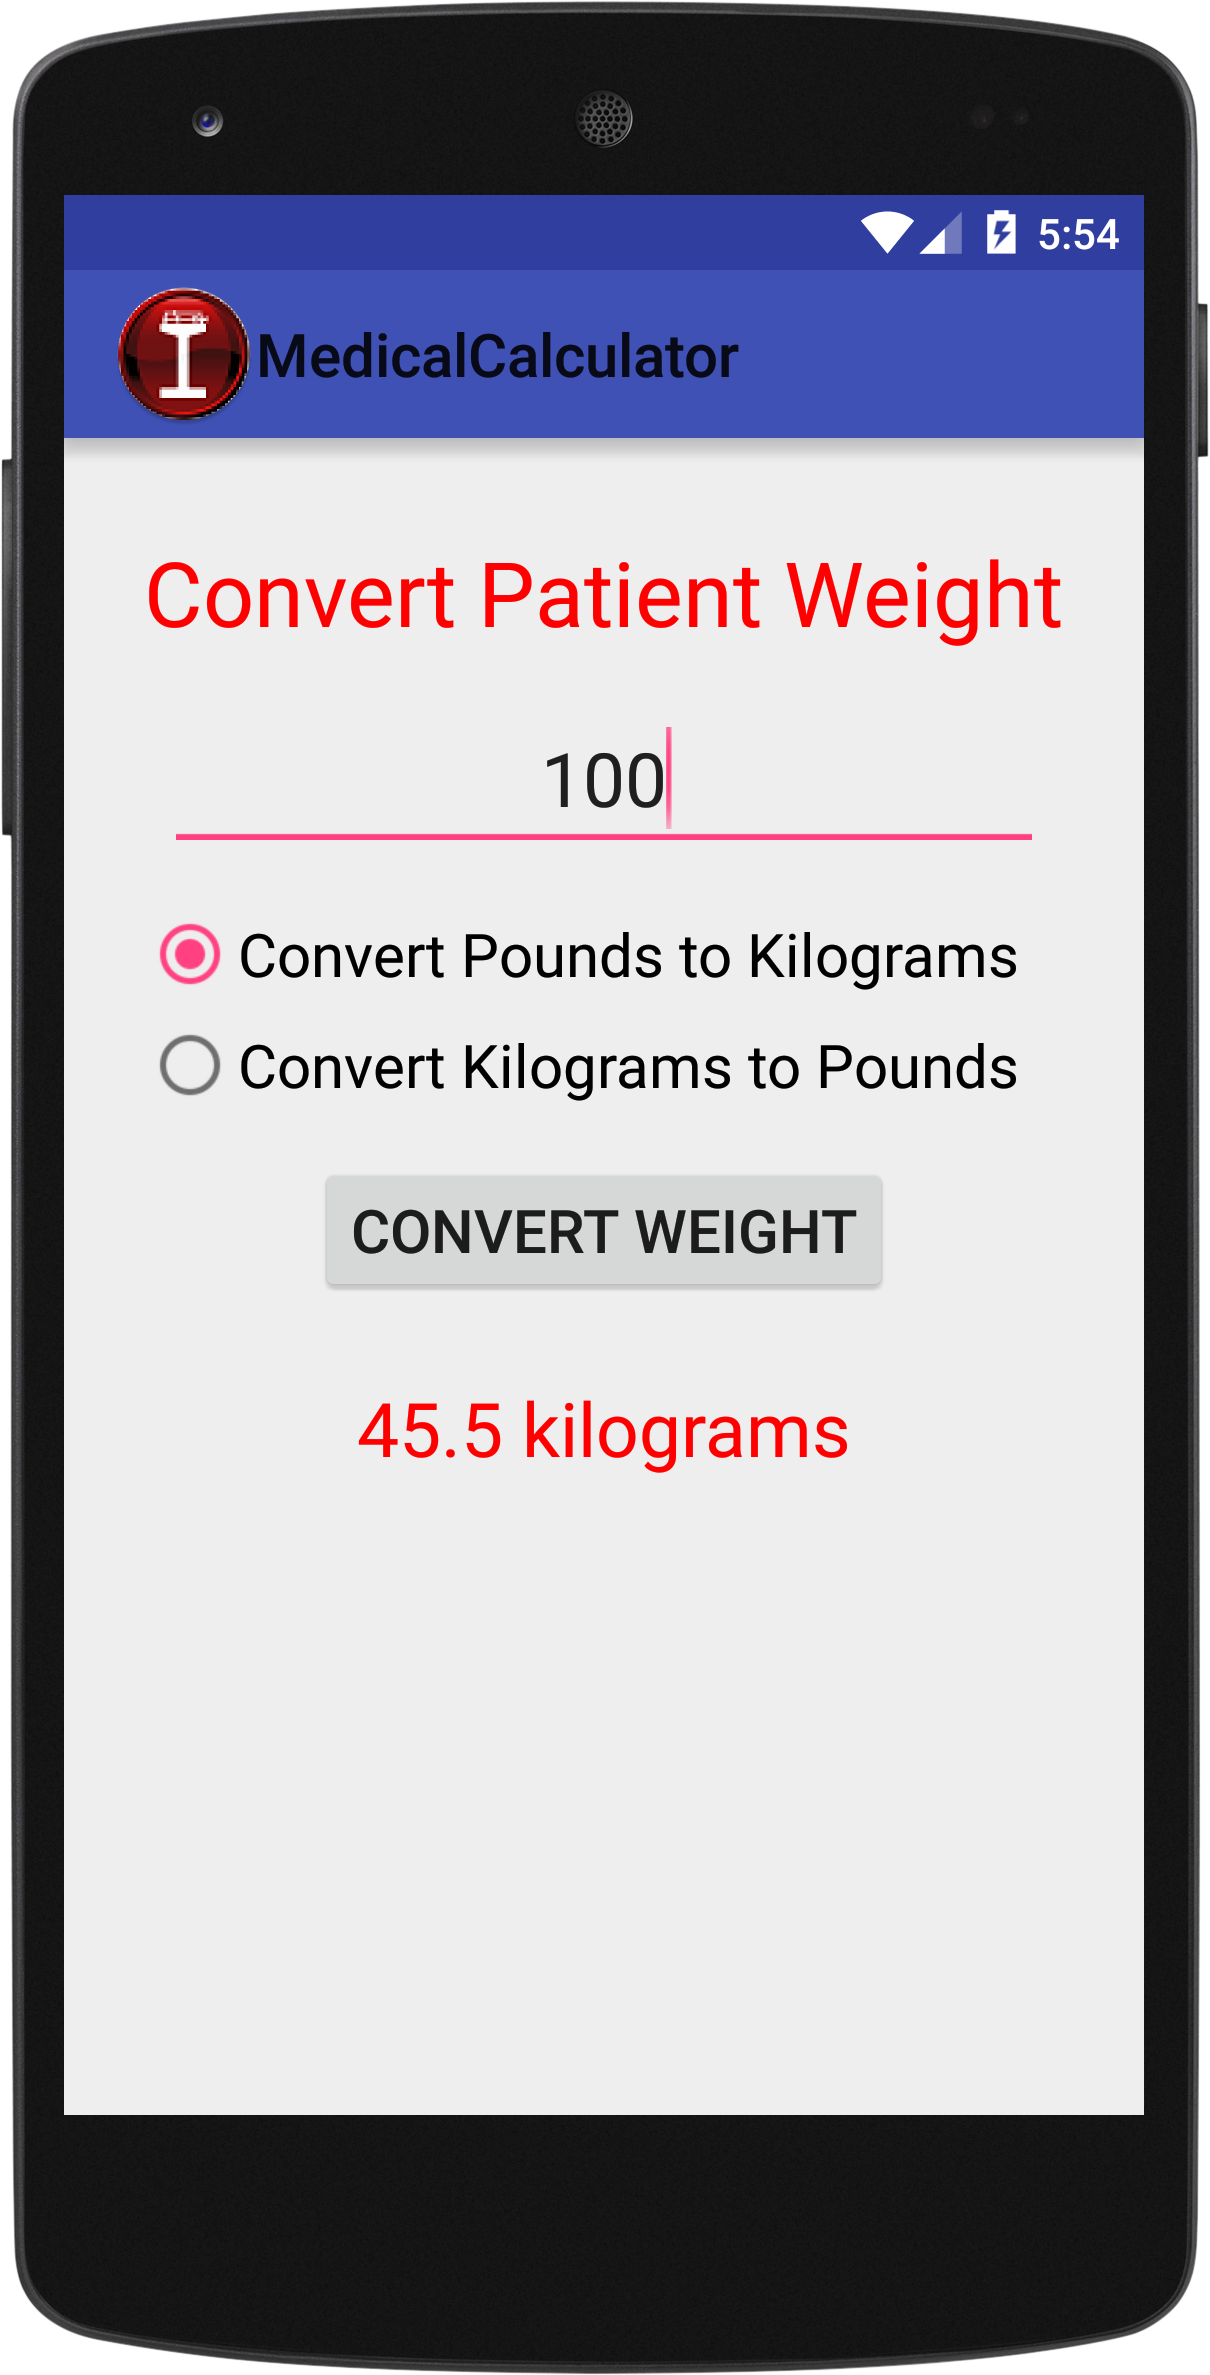 5:54
MedicalCalculator
Convert Patient Weight
100
Convert Pounds to Kilograms
Convert Kilograms to Pounds
CONVERT WEIGHT
45.5 kilograms